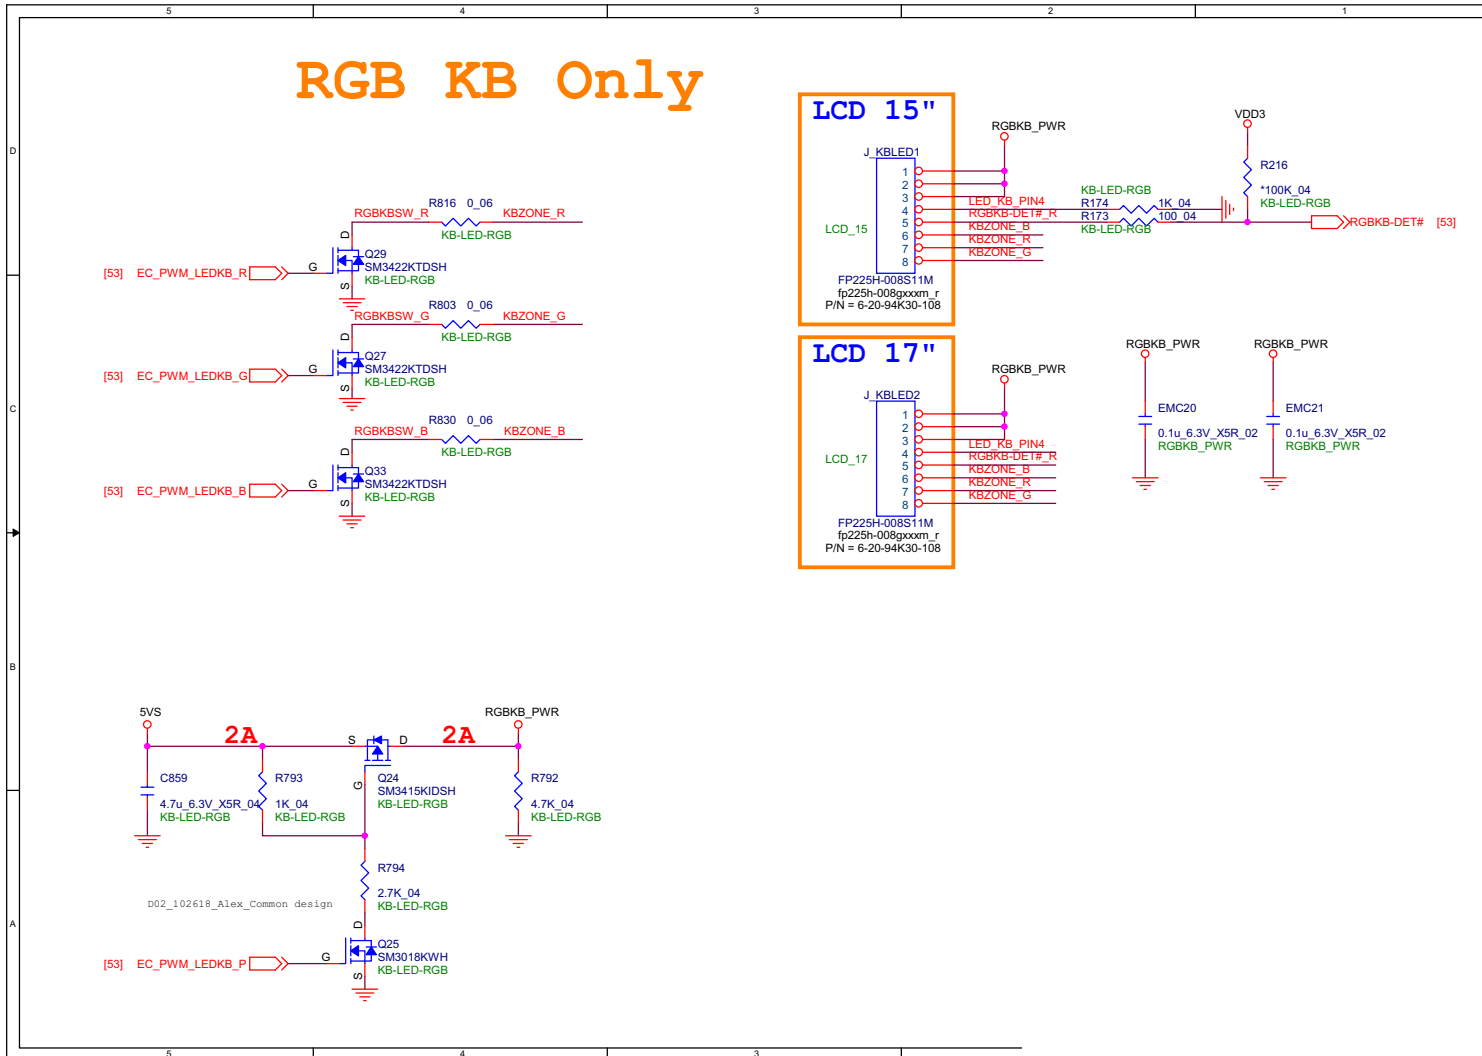 5 4 3 2 1
D
C
B
A
RGB KB Only
R816 0_06
RGBKBSW_R
KBZONE_R
KB-LED-RGB
D
Q29
SM3422KTDSH
KB-LED-RGB
G
S
[53] EC_PWM_LEDKB_R
R803 0_06
RGBKBSW_G
KBZONE_G
KB-LED-RGB
D
Q27
SM3422KTDSH
KB-LED-RGB
G
S
[53] EC_PWM_LEDKB_G
R830 0_06
RGBKBSW_B
KBZONE_B
KB-LED-RGB
D
Q33
SM3422KTDSH
KB-LED-RGB
G
S
[53] EC_PWM_LEDKB_B
LCD 15"
RGBKB_PWR
J_KBLED1
1
2
3
4
5
6
7
8
LED_KB_PIN4
RGBKB-DET#_R
KBZONE_B
KBZONE_R
KBZONE_G
LCD_15
FP225H-008S11M
fp225h-008gxxxm_r
P/N = 6-20-94K30-108
KB-LED-RGB
R174 1K_04
R173 100_04
KB-LED-RGB
VDD3
R216
*100K_04
KB-LED-RGB
RGBKB-DET# [53]
LCD 17"
RGBKB_PWR
J_KBLED2
1
2
3
4
5
6
7
8
LED_KB_PIN4
RGBKB-DET#_R
KBZONE_B
KBZONE_R
KBZONE_G
LCD_17
FP225H-008S11M
fp225h-008gxxxm_r
P/N = 6-20-94K30-108
RGBKB_PWR
EMC20
0.1u_6.3V_X5R_02
RGBKB_PWR
RGBKB_PWR
EMC21
0.1u_6.3V_X5R_02
RGBKB_PWR
5VS
2A
S
D
2A
RGBKB_PWR
C859
4.7u_6.3V_X5R_04
KB-LED-RGB
R793
1K_04
KB-LED-RGB
G
Q24
SM3415KIDSH
KB-LED-RGB
R792
4.7K_04
KB-LED-RGB
R794
2.7K_04
KB-LED-RGB
D02_102618_Alex_Common design
D
Q25
SM3018KWH
KB-LED-RGB
G
S
[53] EC_PWM_LEDKB_P
5 4 3 2